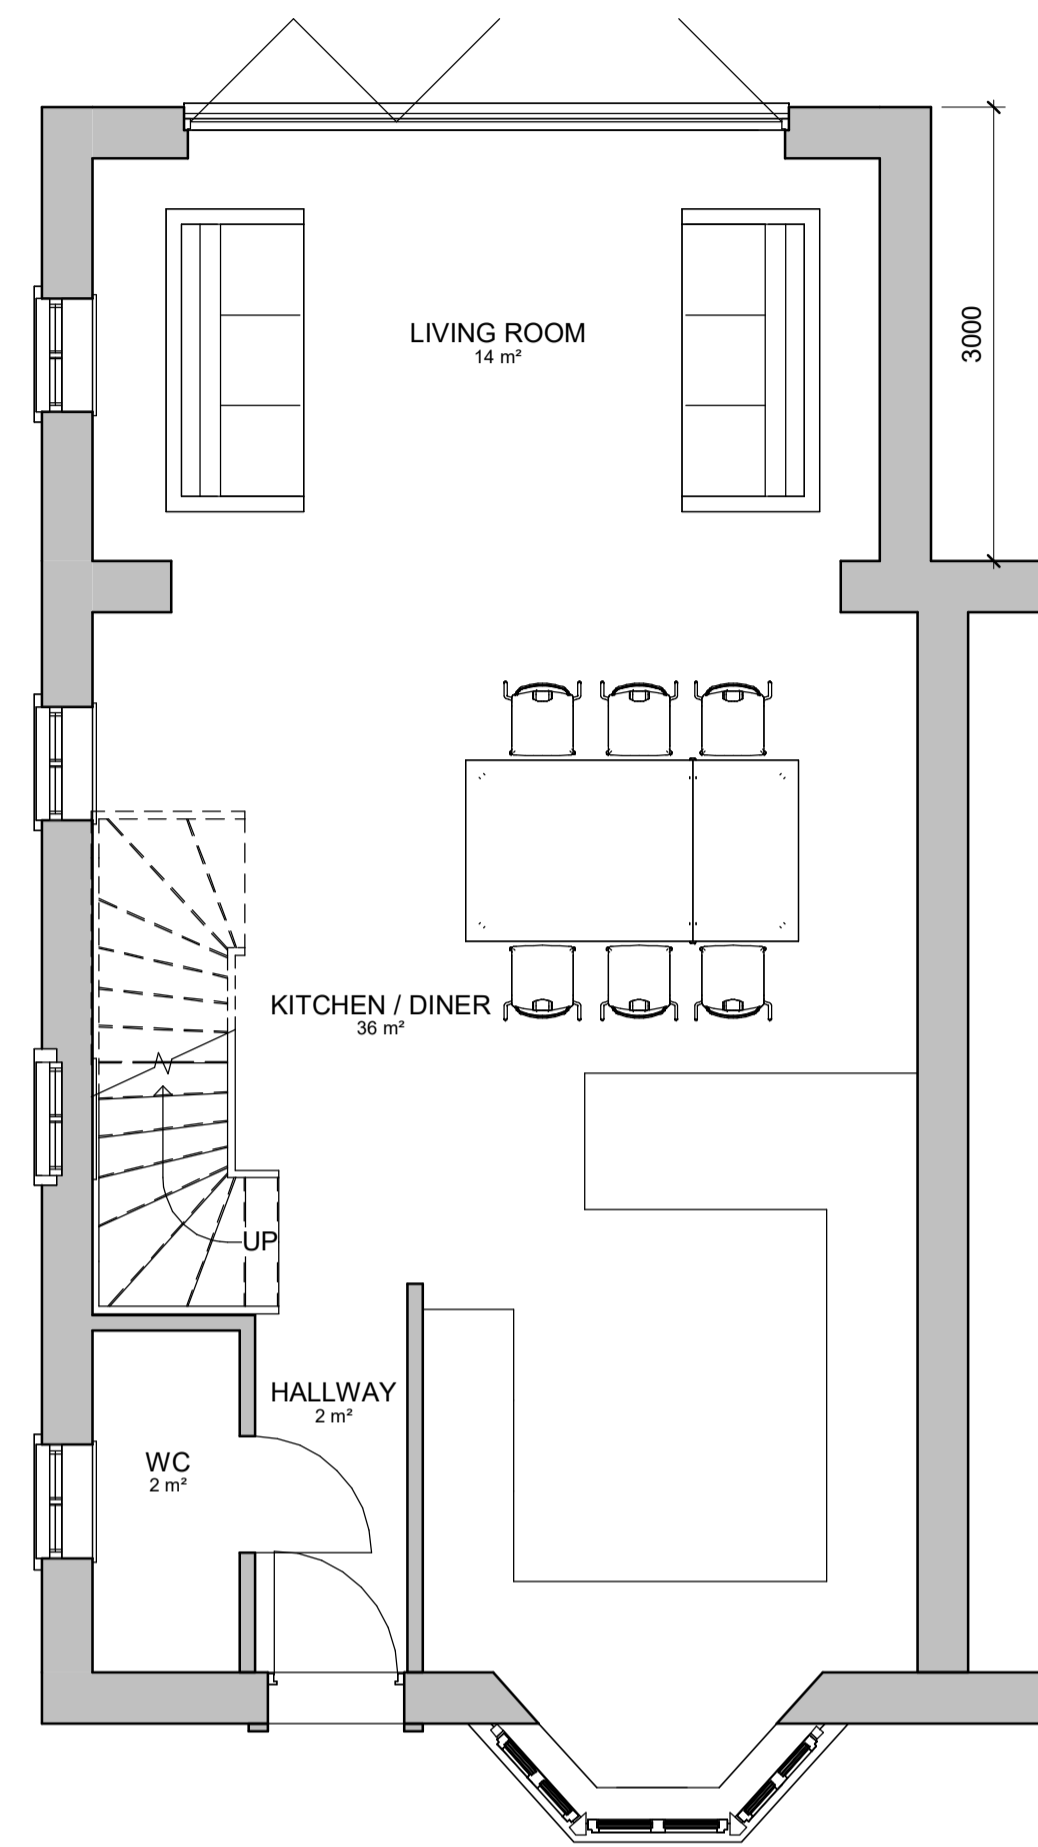 LIVING ROOM
14 m²
3000
KITCHEN / DINER
36 m²
UP
HALLWAY
2 m²
WC
2 m²